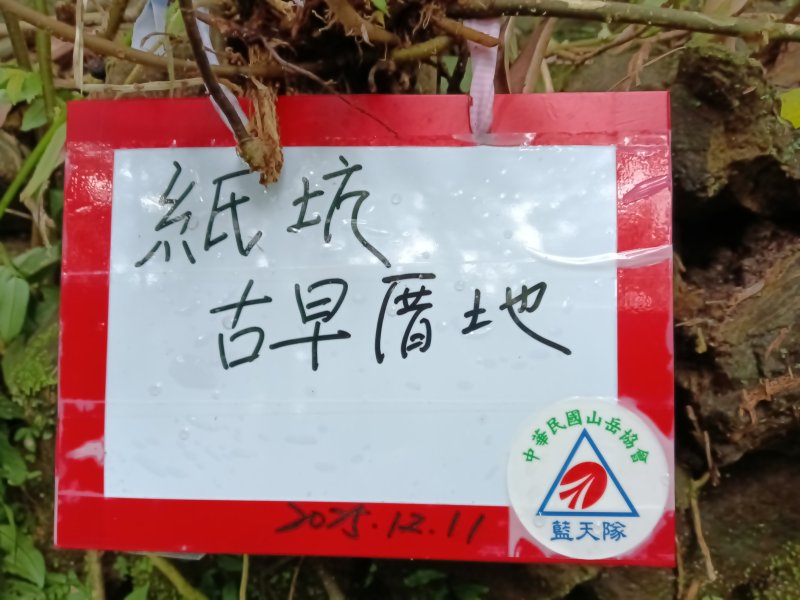 紙坑
古早厝地
中華民國山岳協會
藍天隊
2025.12.11